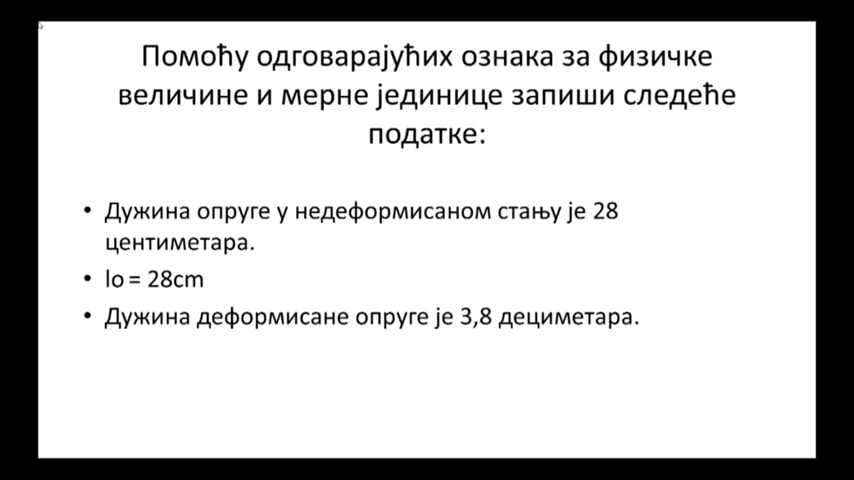 Помоћу одговарајућих ознака за физичке
величине и мерне јединице запиши следеће
податке:
• Дужина опруге у недеформисаном стању је 28
центиметара.
• lo = 28cm
• Дужина деформисане опруге је 3,8 дециметара.